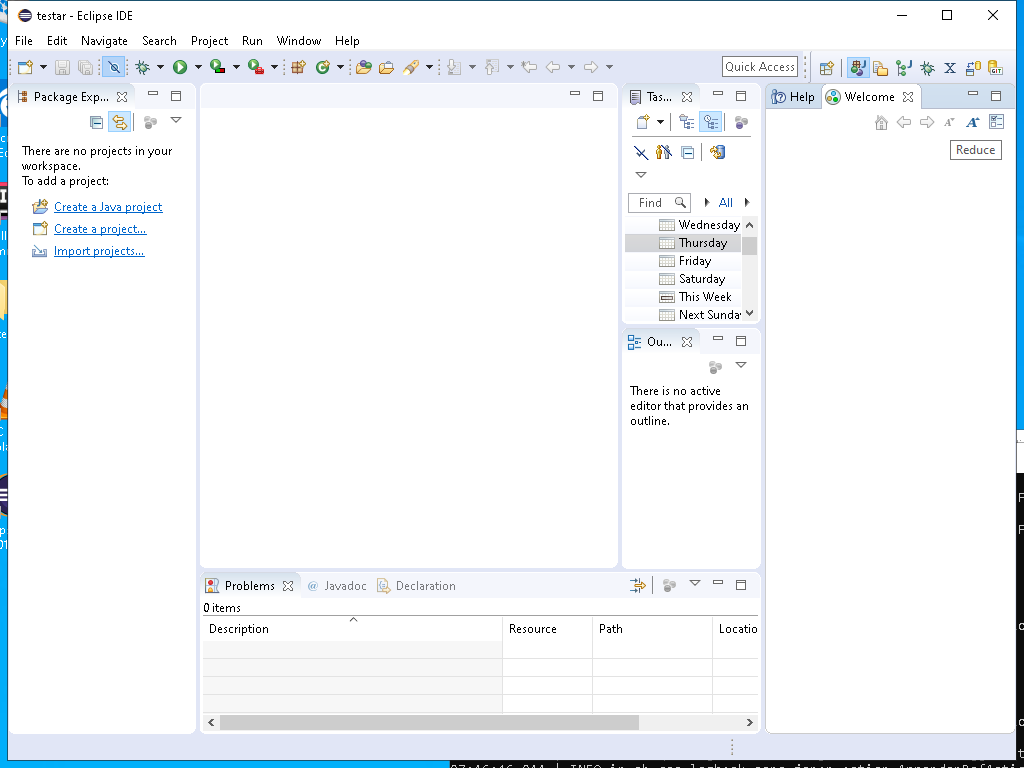 testar - Eclipse IDE
File Edit Navigate Search Project Run Window Help
Quick Access
Package Exp...
There are no projects in your
workspace.
To add a project:
Create a Java project
Create a project...
Import projects...
Tas...
Find
All
Wednesday
Thursday
Friday
Saturday
This Week
Next Sunda
Ou...
There is no active
editor that provides an
outline.
Help Welcome
Reduce
Problems @ Javadoc Declaration
0 items
Description Resource Path Locatio